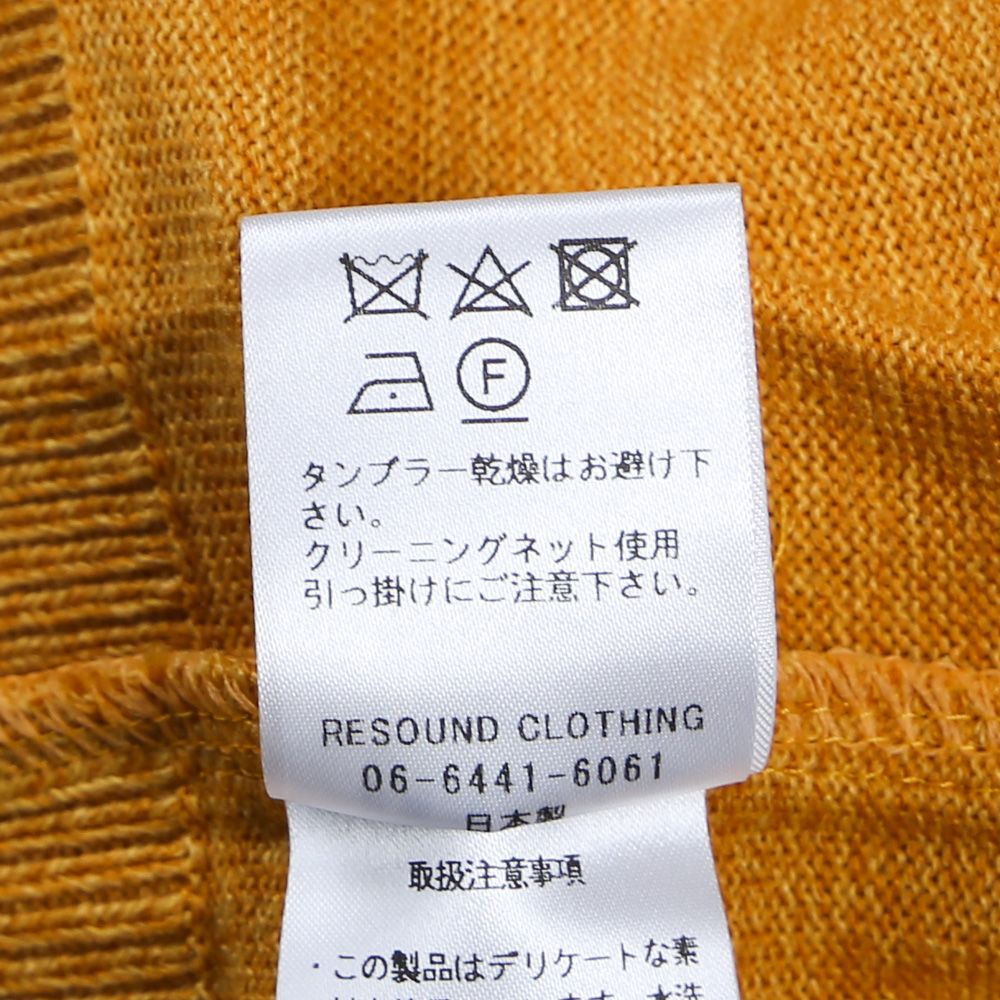 F
タンブラー乾燥はお避け下
さい。
クリーニングネット使用
引っ掛けにご注意下さい。
RESOUND CLOTHING
06-6441-6061
日本製
取扱注意事項
・この製品はデリケートな素